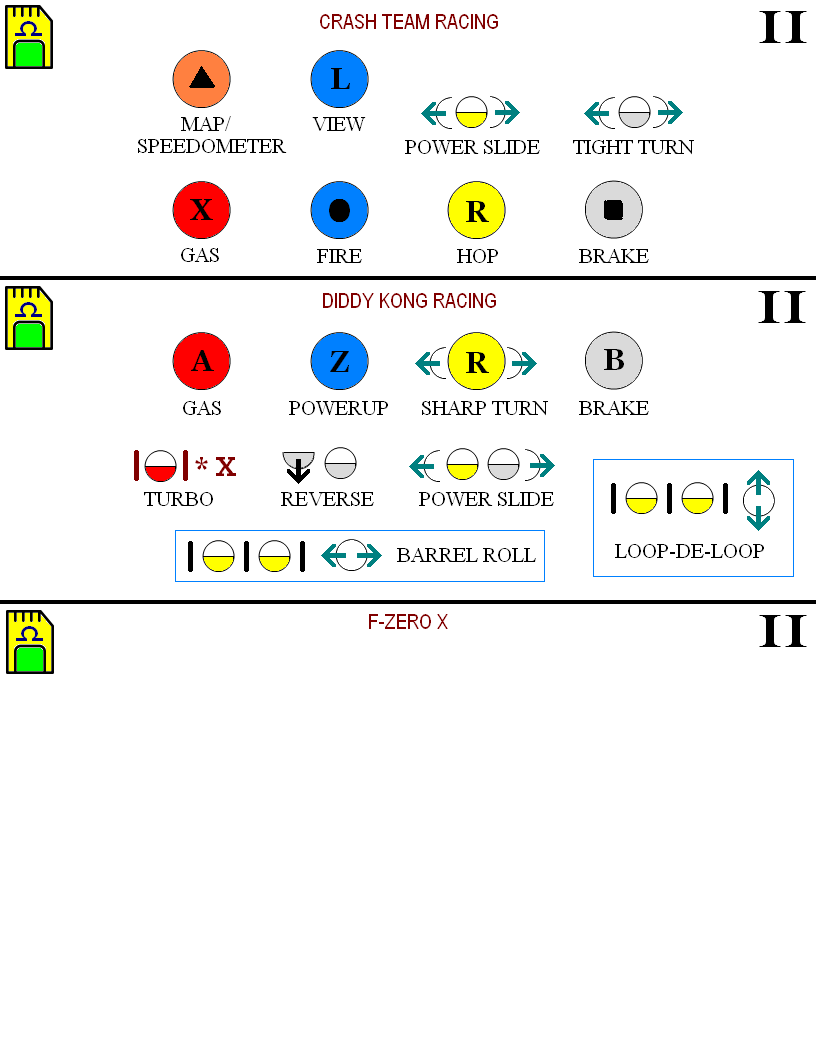 CRASH TEAM RACING
II
L
MAP/
SPEEDOMETER
VIEW
POWER SLIDE
TIGHT TURN
X
R
GAS
FIRE
HOP
BRAKE
DIDDY KONG RACING
II
A
Z
R
B
GAS
POWERUP
SHARP TURN
BRAKE
* X
TURBO
REVERSE
POWER SLIDE
LOOP-DE-LOOP
BARREL ROLL
F-ZERO X
II